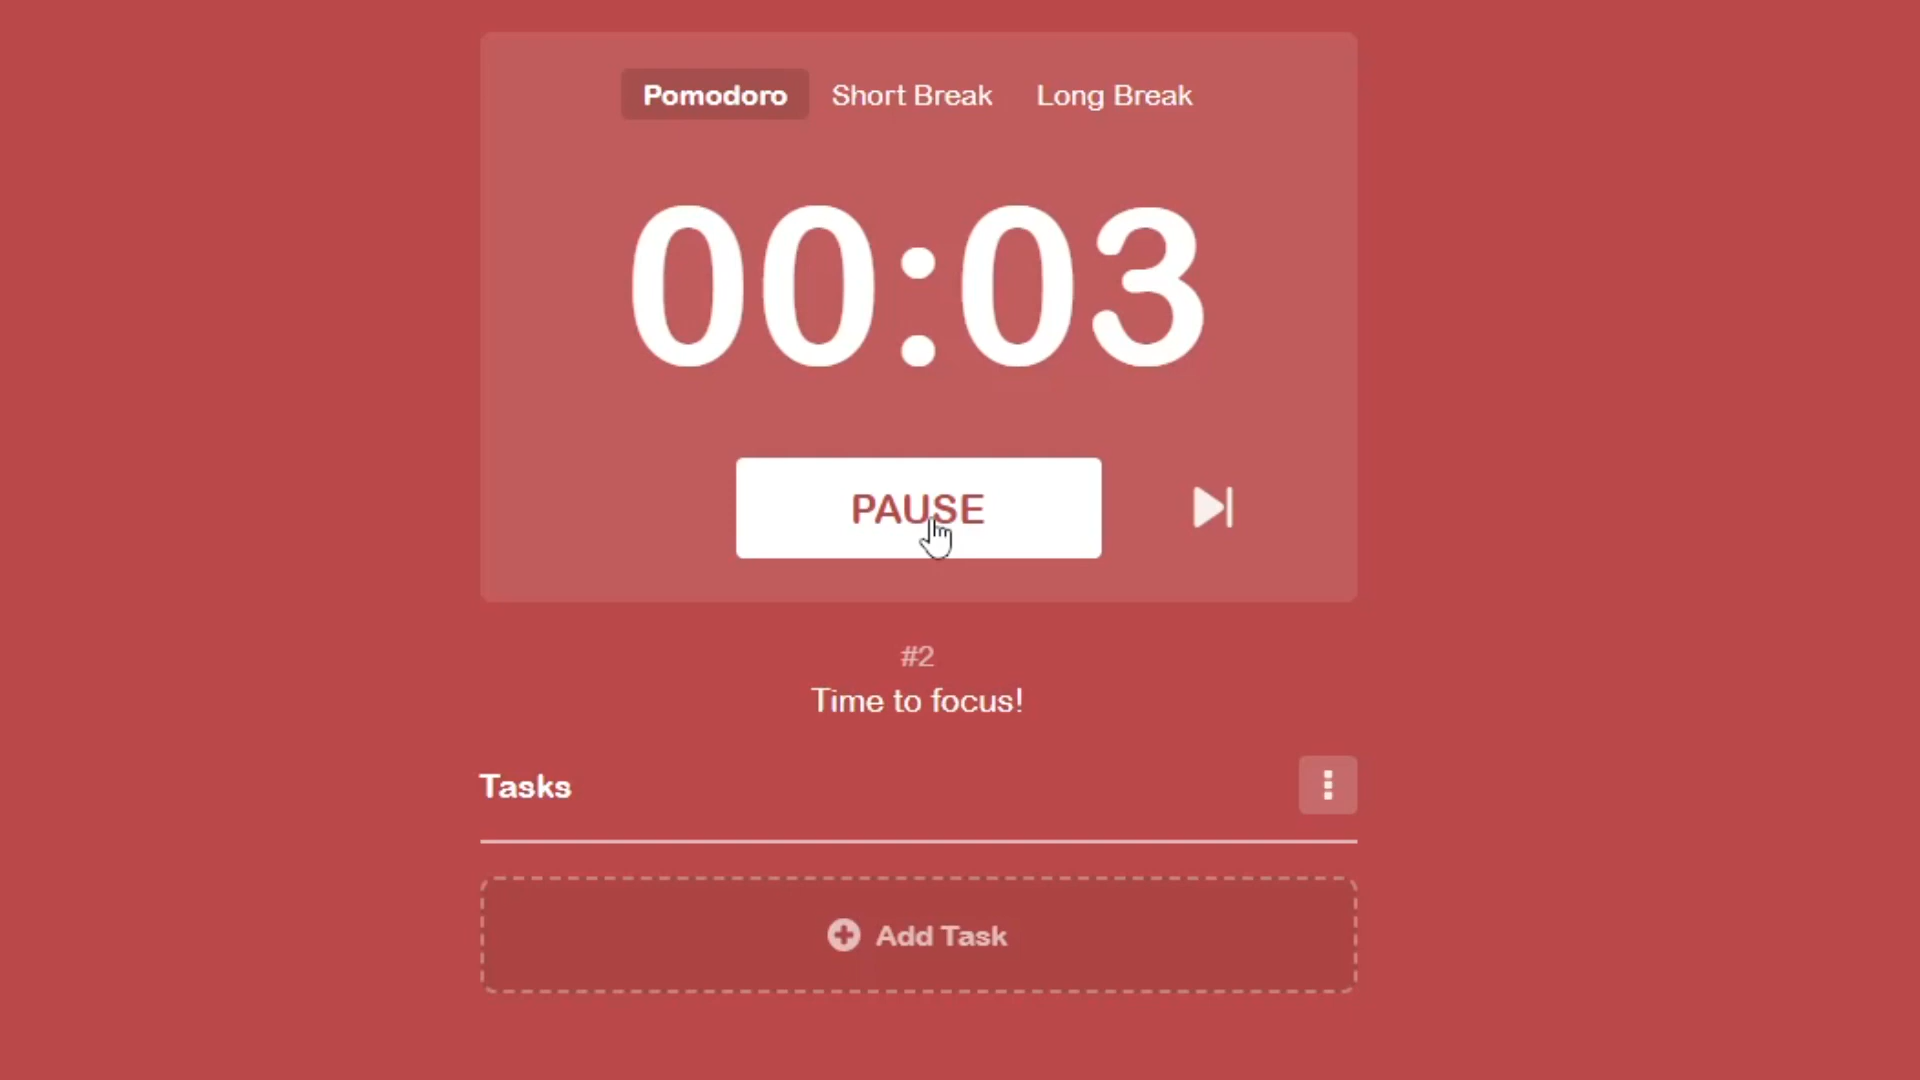 Pomodoro Short Break Long Break
00:03
PAUSE
#2
Time to focus!
Tasks
Add Task